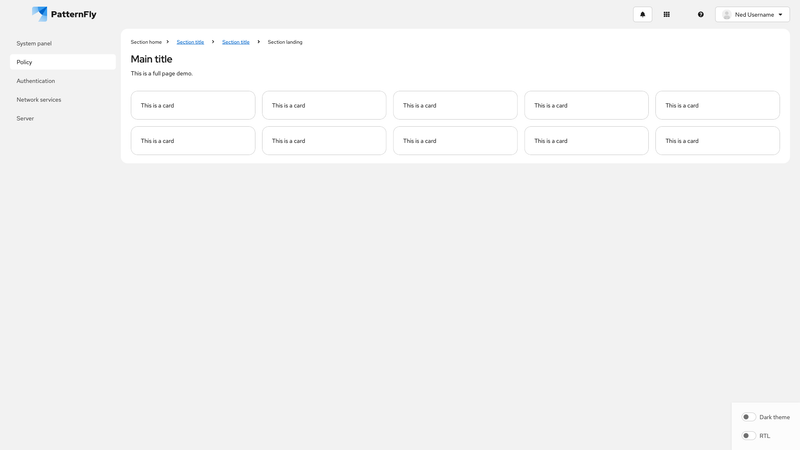 PatternFly
Ned Username
System panel
Policy
Authentication
Network services
Server
Section home Section title Section title Section landing
Main title
This is a full page demo.
This is a card This is a card This is a card This is a card This is a card
This is a card This is a card This is a card This is a card This is a card
Dark theme
RTL